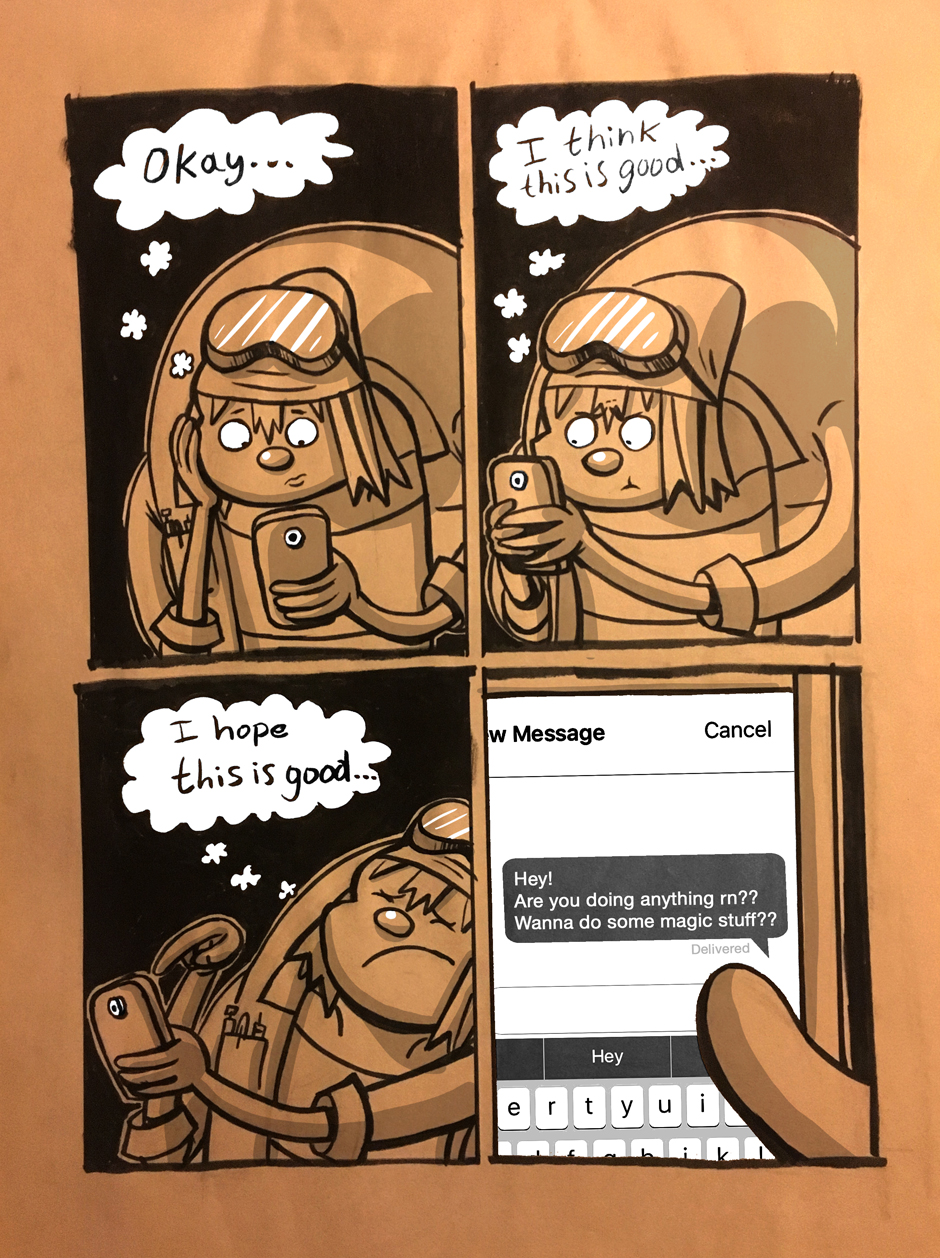 Okay...
I think
this is good...
I hope
this is good...
w Message
Cancel
Hey!
Are you doing anything rn??
Wanna do some magic stuff??
Delivered
Hey
e r t y u i
f g h j k l